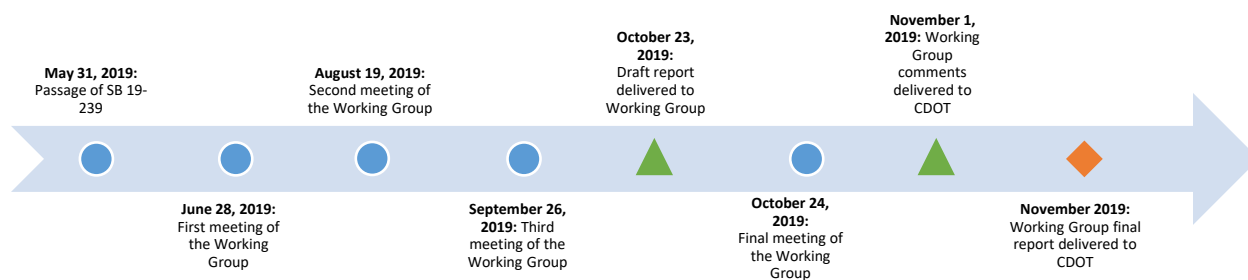 May 31, 2019:
Passage of SB 19-
239
June 28, 2019:
First meeting of
the Working
Group
August 19, 2019:
Second meeting of
the Working Group
September 26,
2019: Third
meeting of the
Working Group
October 23,
2019:
Draft report
delivered to
Working Group
October 24,
2019:
Final meeting of
the Working
Group
November 1,
2019: Working
Group
comments
delivered to
CDOT
November 2019:
Working Group final
report delivered to
CDOT